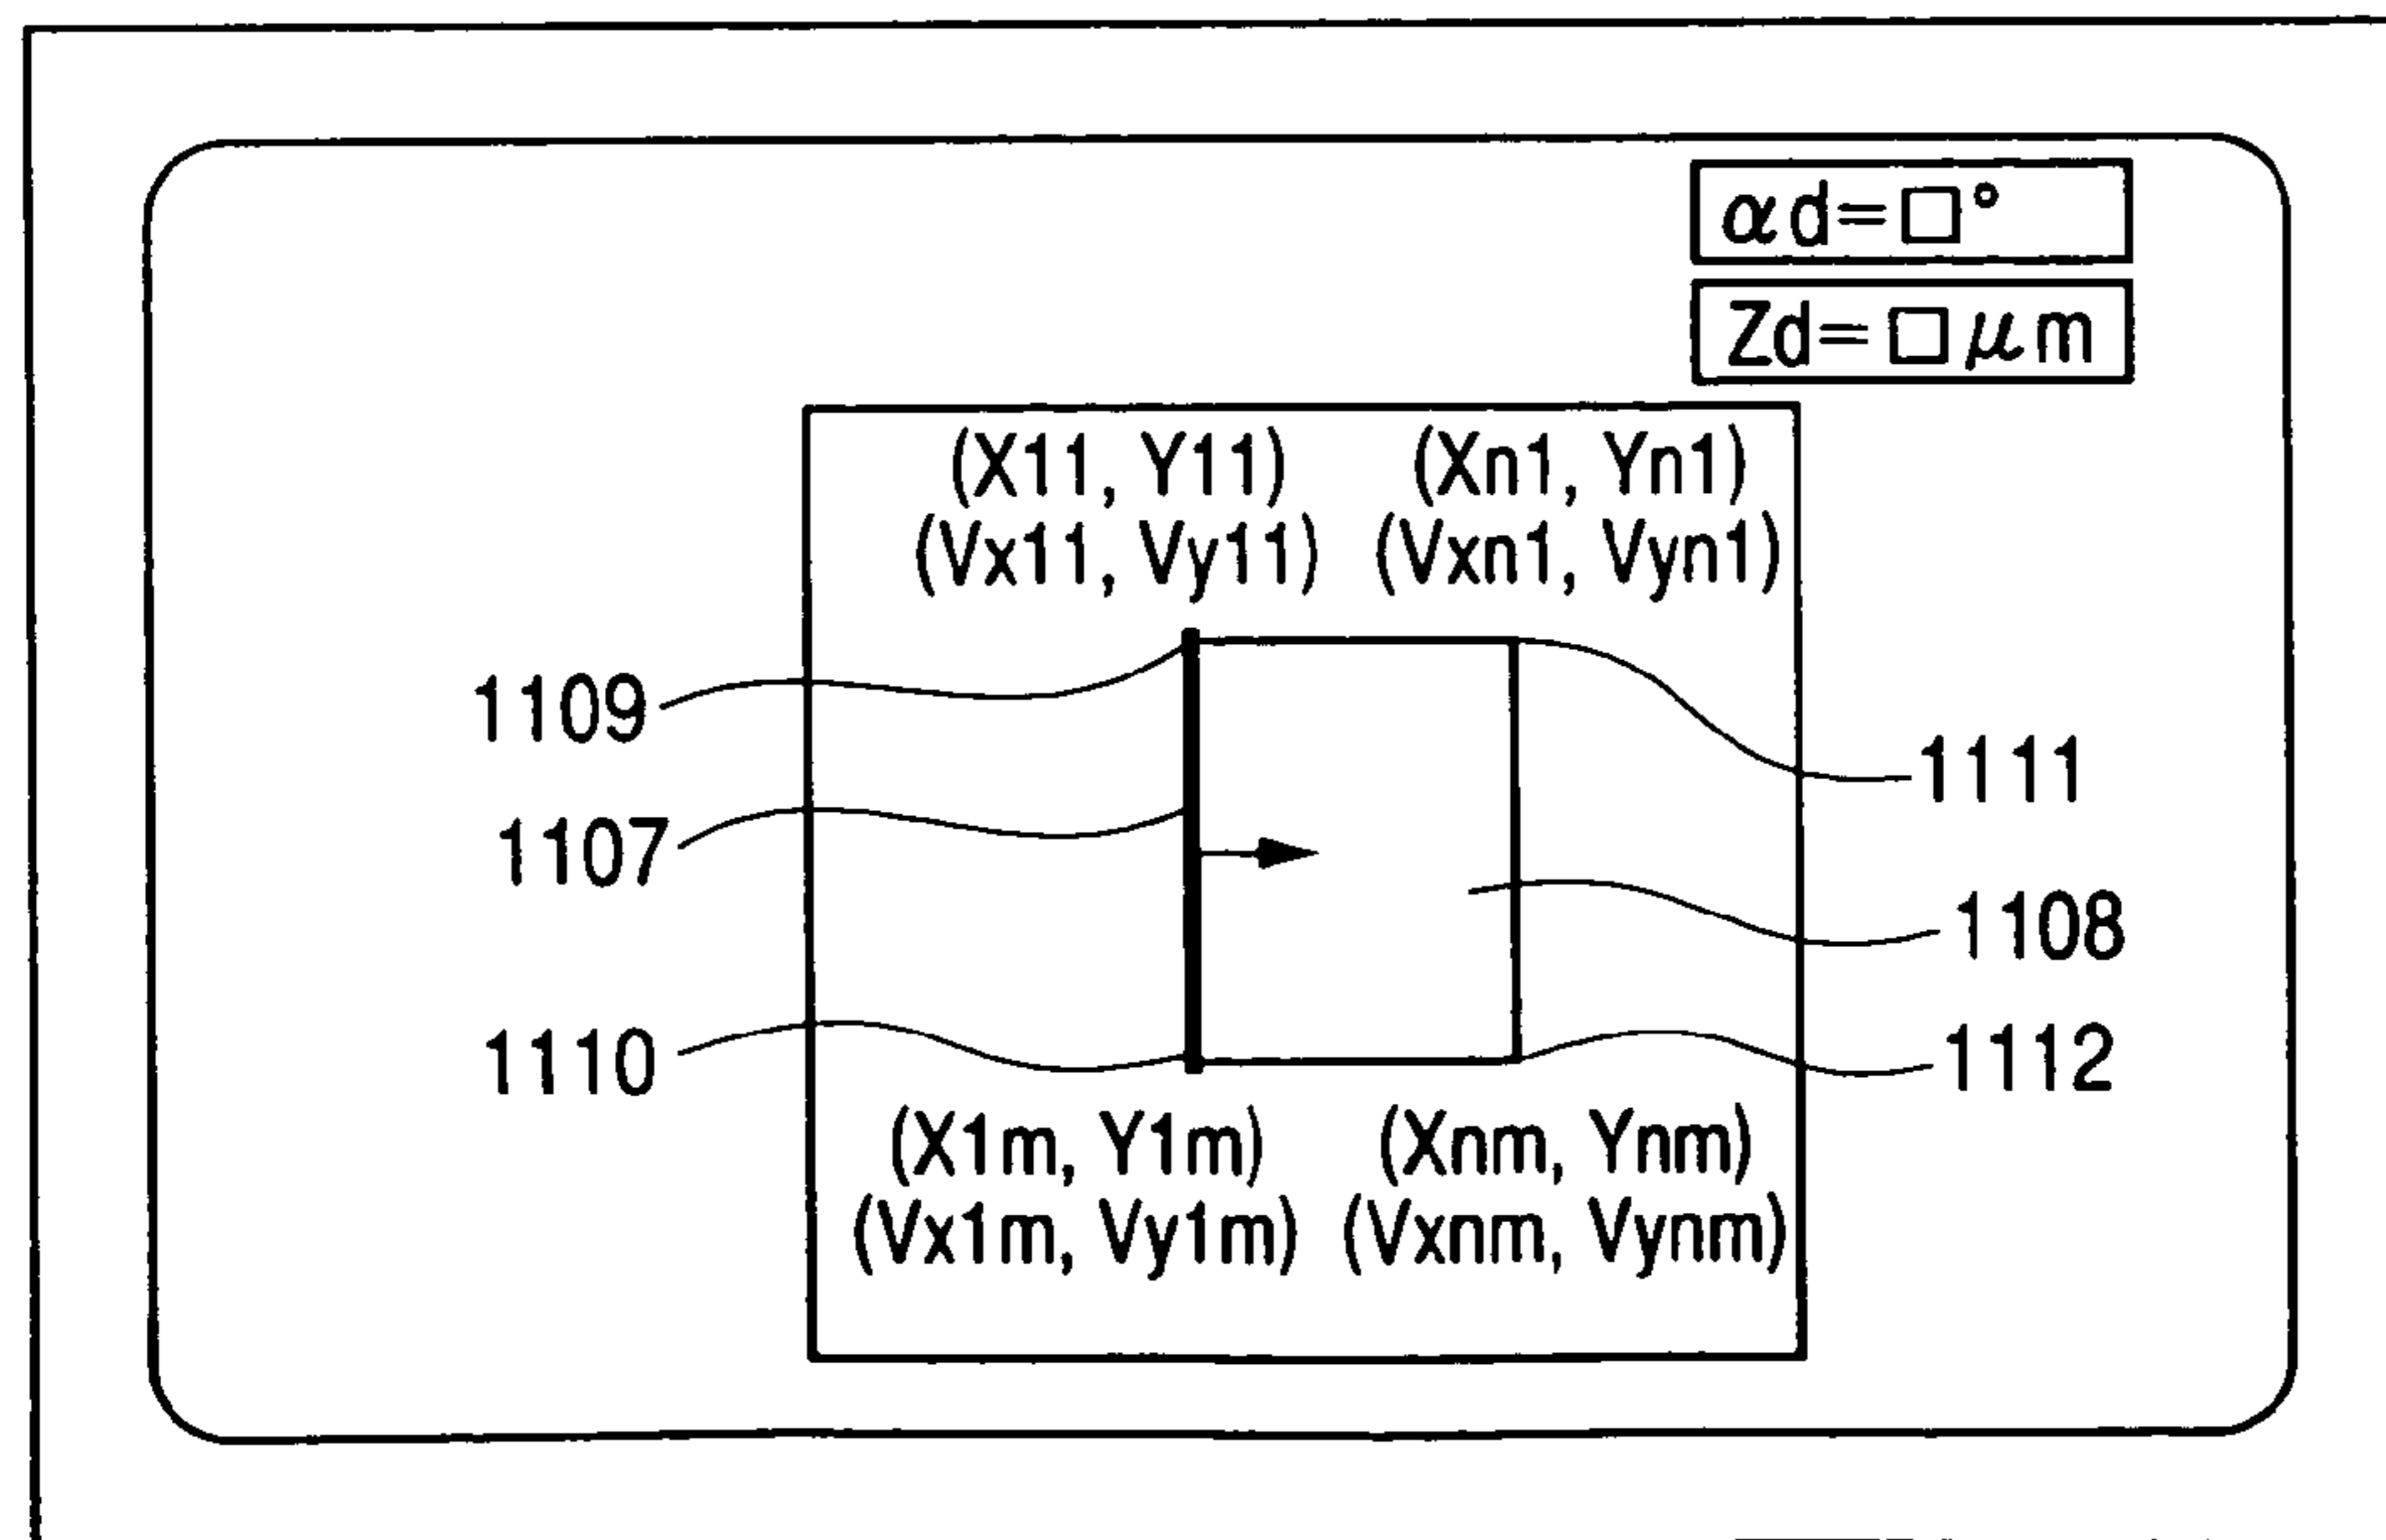 αd=□°
Zd=□μm
(X11, Y11) (Xn1, Yn1)
(Vx11, Vy11) (Vxn1, Vyn1)
1109
1111
1107
1108
1110
1112
(X1m, Y1m) (Xnm, Ynm)
(Vx1m, Vy1m) (Vxnm, Vynm)